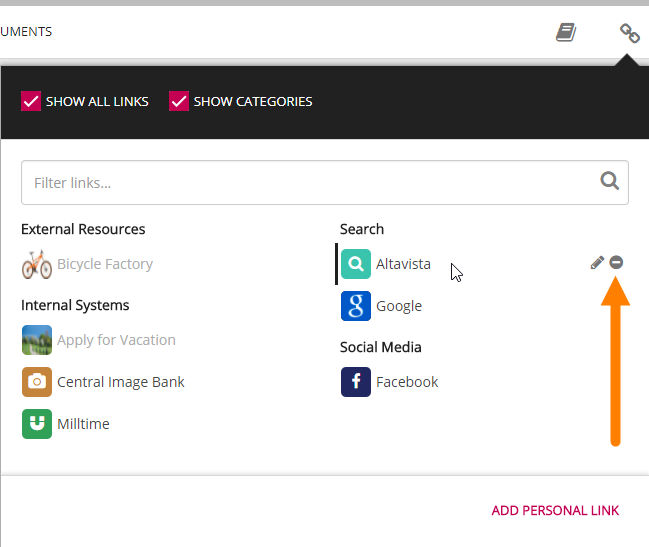 UMENTS
SHOW ALL LINKS SHOW CATEGORIES
Filter links...
External Resources
Bicycle Factory
Internal Systems
Apply for Vacation
Central Image Bank
Milltime
Search
Altavista
Google
Social Media
Facebook
ADD PERSONAL LINK